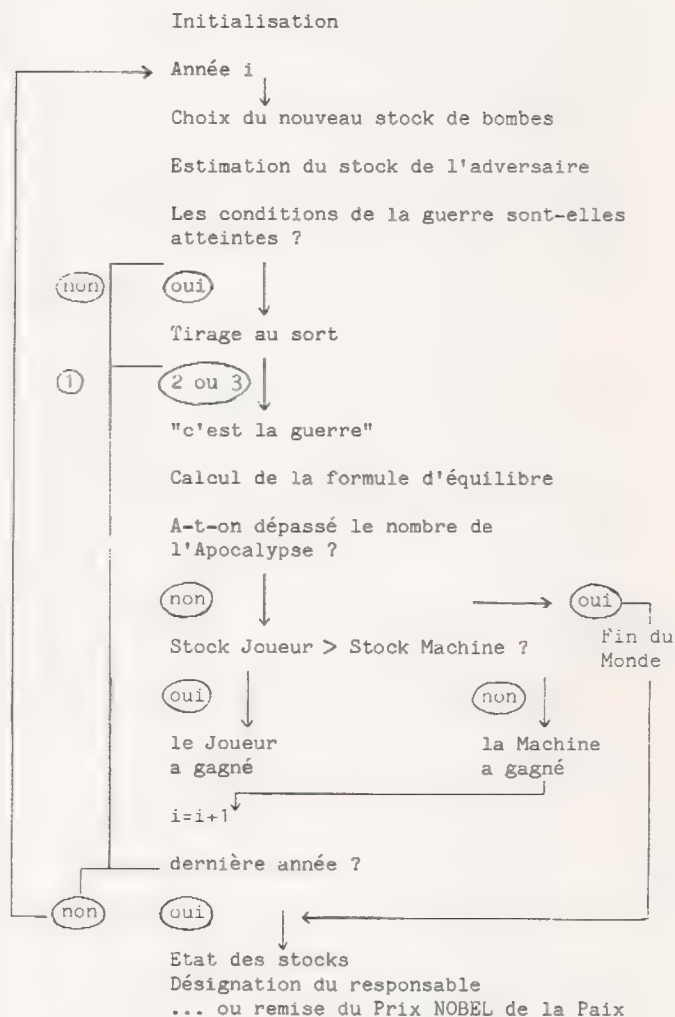 Initialisation
Année i
Choix du nouveau stock de bombes
Estimation du stock de l'adversaire
Les conditions de la guerre sont-elles
atteintes ?
non oui
Tirage au sort
1 2 ou 3
"c'est la guerre"
Calcul de la formule d'équilibre
A-t-on dépassé le nombre de
l'Apocalypse ?
non oui
Fin du
Stock Joueur > Stock Machine ?
Monde
oui non
le Joueur la Machine
a gagné a gagné
i=i+1
dernière année ?
non oui
Etat des stocks
Désignation du responsable
... ou remise du Prix NOBEL de la Paix